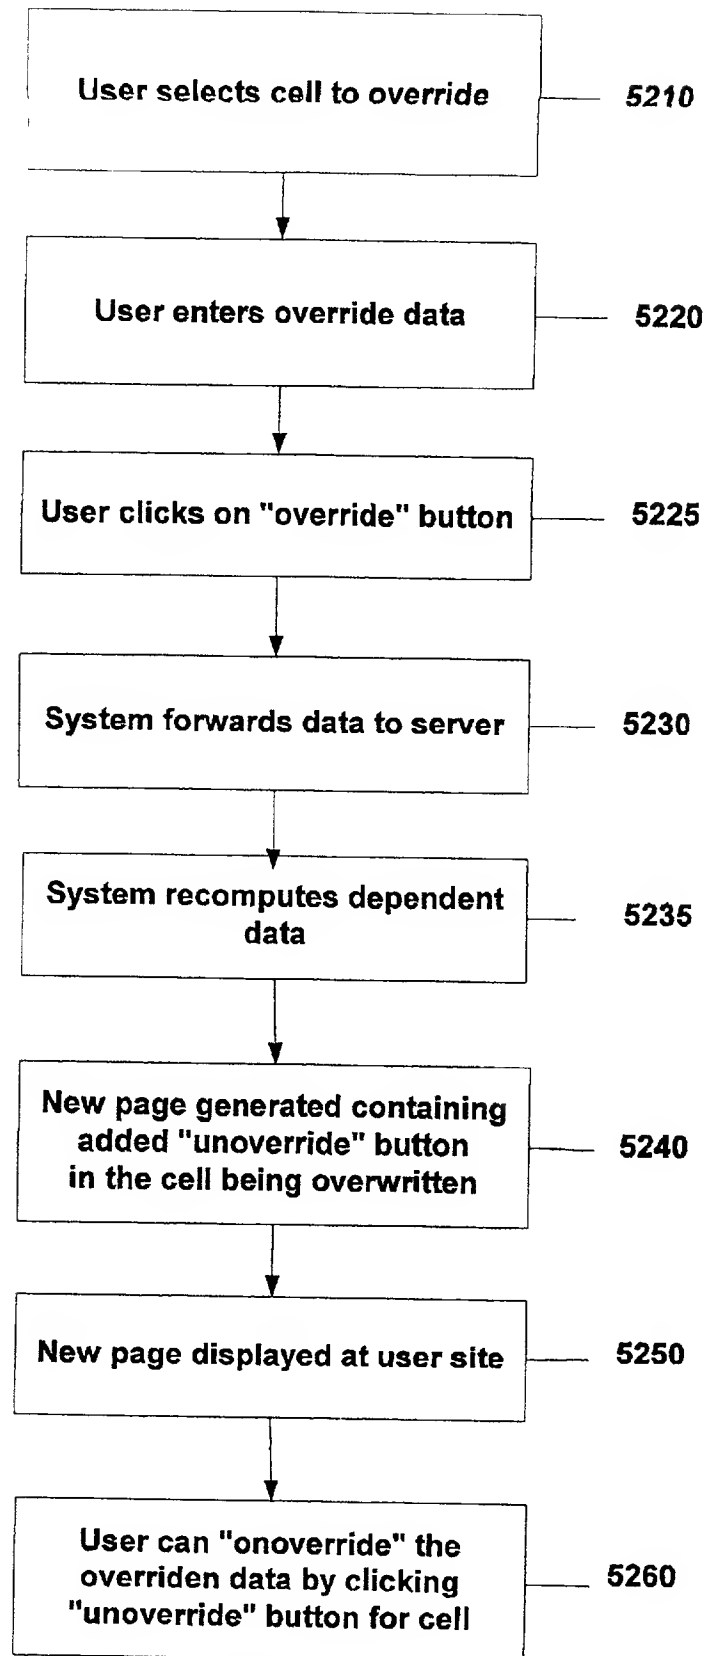 User selects cell to override
5210
User enters override data
5220
User clicks on "override" button
5225
System forwards data to server
5230
System recomputes dependent
data
5235
New page generated containing
added "unoverride" button
in the cell being overwritten
5240
New page displayed at user site
5250
User can "onoverride" the
overriden data by clicking
"unoverride" button for cell
5260